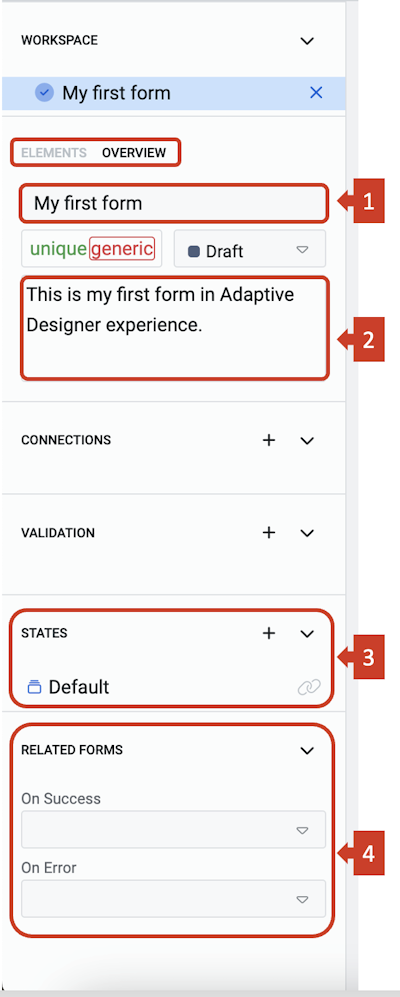 WORKSPACE
My first form
ELEMENTS OVERVIEW
My first form
1
unique generic
Draft
This is my first form in Adaptive
Designer experience.
2
CONNECTIONS
VALIDATION
STATES
Default
3
RELATED FORMS
On Success
On Error
4